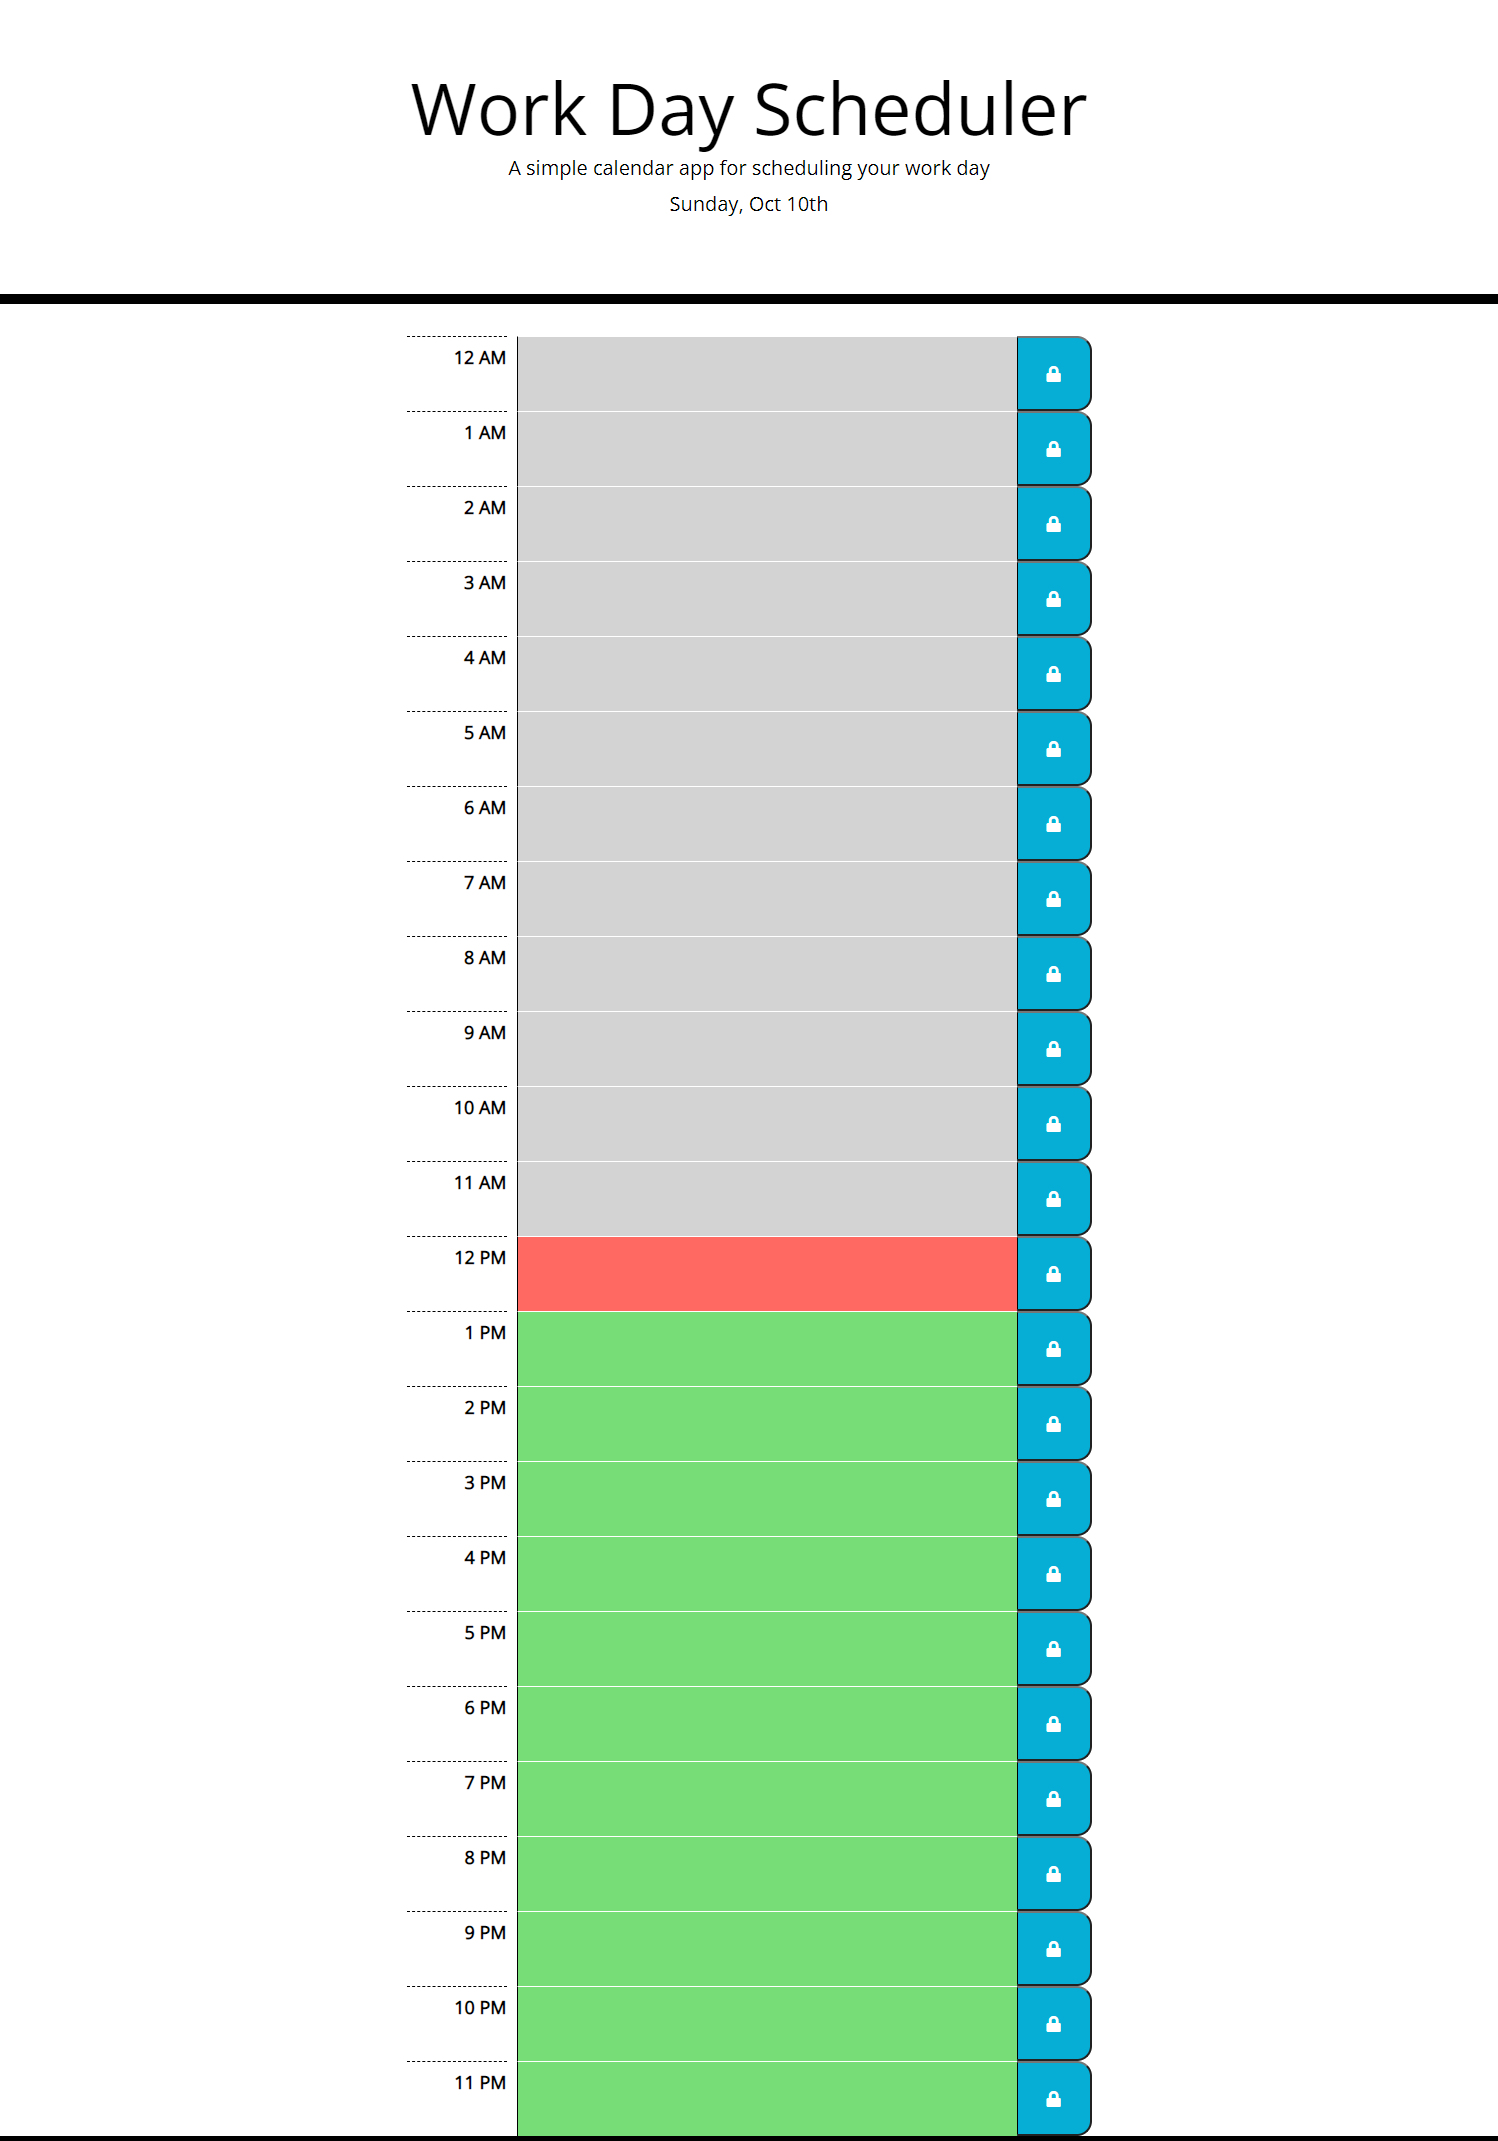 Work Day Scheduler
A simple calendar app for scheduling your work day
Sunday, Oct 10th
12 AM
1 AM
2 AM
3 AM
4 AM
5 AM
6 AM
7 AM
8 AM
9 AM
10 AM
11 AM
12 PM
1 PM
2 PM
3 PM
4 PM
5 PM
6 PM
7 PM
8 PM
9 PM
10 PM
11 PM